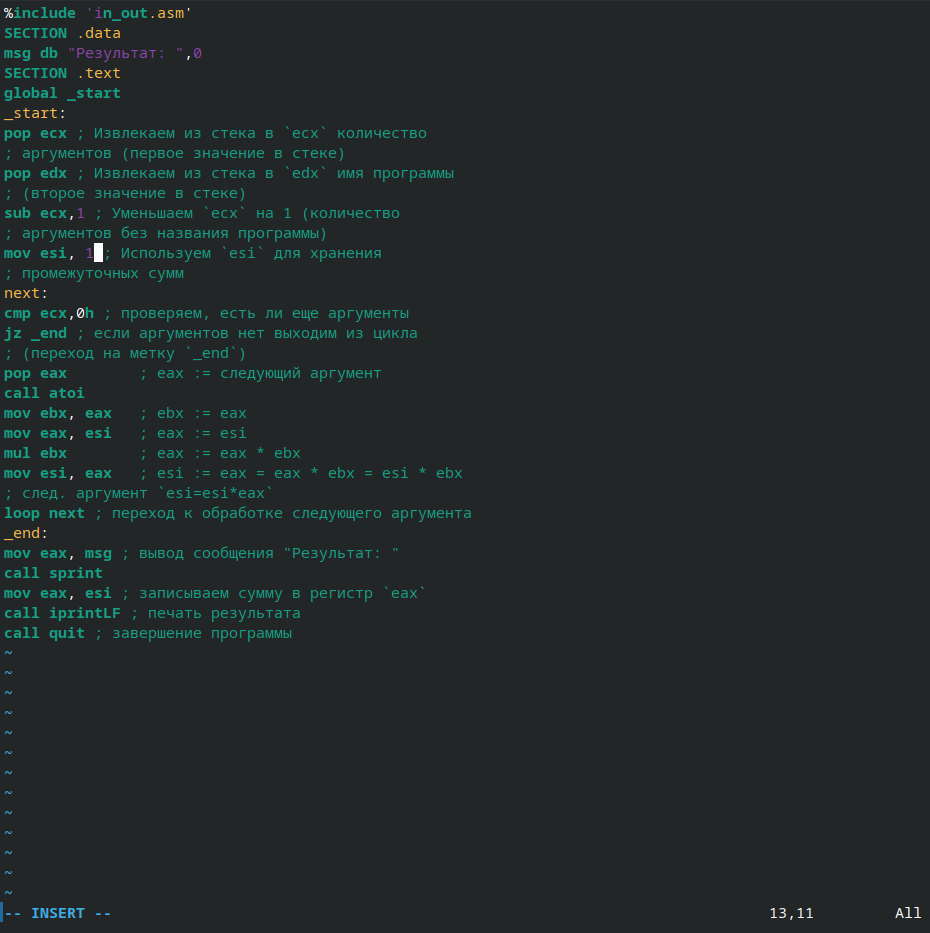 %include 'in_out.asm'
SECTION .data
msg db "Результат: ",0
SECTION .text
global _start
_start:
pop ecx ; Извлекаем из стека в `ecx` количество
; аргументов (первое значение в стеке)
pop edx ; Извлекаем из стека в `edx` имя программы
; (второе значение в стеке)
sub ecx,1 ; Уменьшаем `ecx` на 1 (количество
; аргументов без названия программы)
mov esi, 1 ; Используем `esi` для хранения
; промежуточных сумм
next:
cmp ecx,0h ; проверяем, есть ли еще аргументы
jz _end ; если аргументов нет выходим из цикла
; (переход на метку `_end`)
pop eax        ; eax := следующий аргумент
call atoi
mov ebx, eax   ; ebx := eax
mov eax, esi   ; eax := esi
mul ebx        ; eax := eax * ebx
mov esi, eax   ; esi := eax = eax * ebx = esi * ebx
; след. аргумент `esi=esi*eax`
loop next ; переход к обработке следующего аргумента
_end:
mov eax, msg ; вывод сообщения "Результат: "
call sprint
mov eax, esi ; записываем сумму в регистр `eax`
call iprintLF ; печать результата
call quit ; завершение программы
~
~
~
~
~
~
~
~
~
~
~
~
~
-- INSERT -- 13,11 All